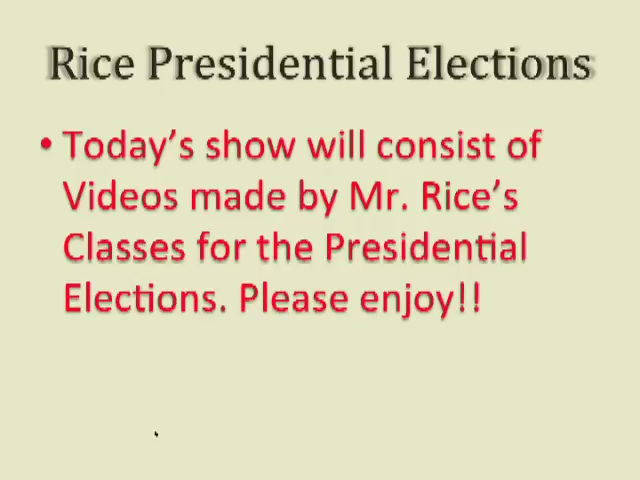 Rice Presidential Elections
• Today's show will consist of
Videos made by Mr. Rice's
Classes for the Presidential
Elections. Please enjoy!!